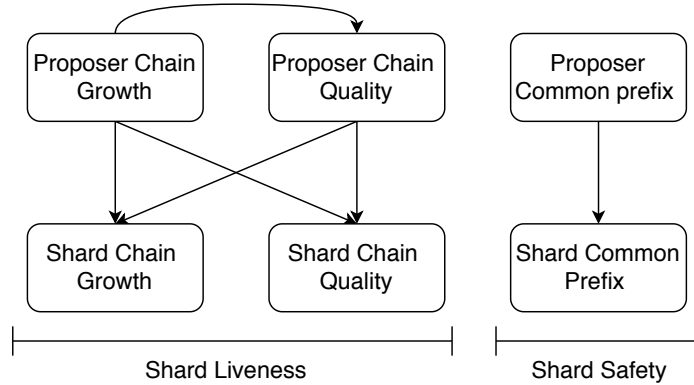 Proposer Chain
Growth
Proposer Chain
Quality
Proposer
Common prefix
Shard Chain
Growth
Shard Chain
Quality
Shard Common
Prefix
Shard Liveness
Shard Safety